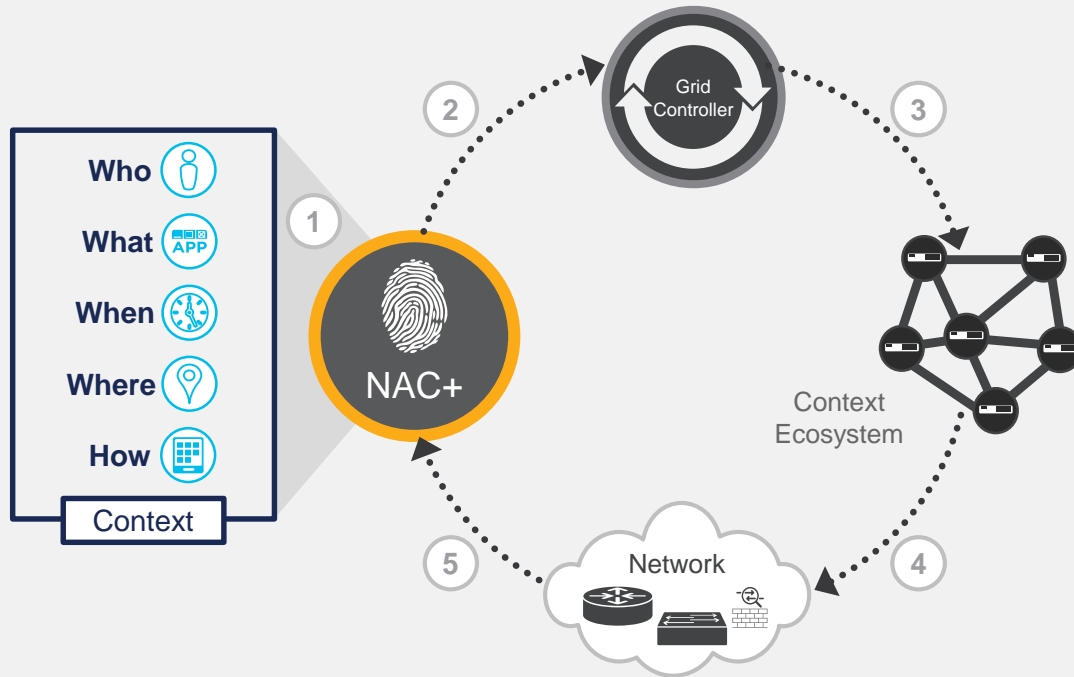 Who
What
APP
When
Where
How
Context
1
NAC+
2
Grid
Controller
3
Context
Ecosystem
4
Network
5